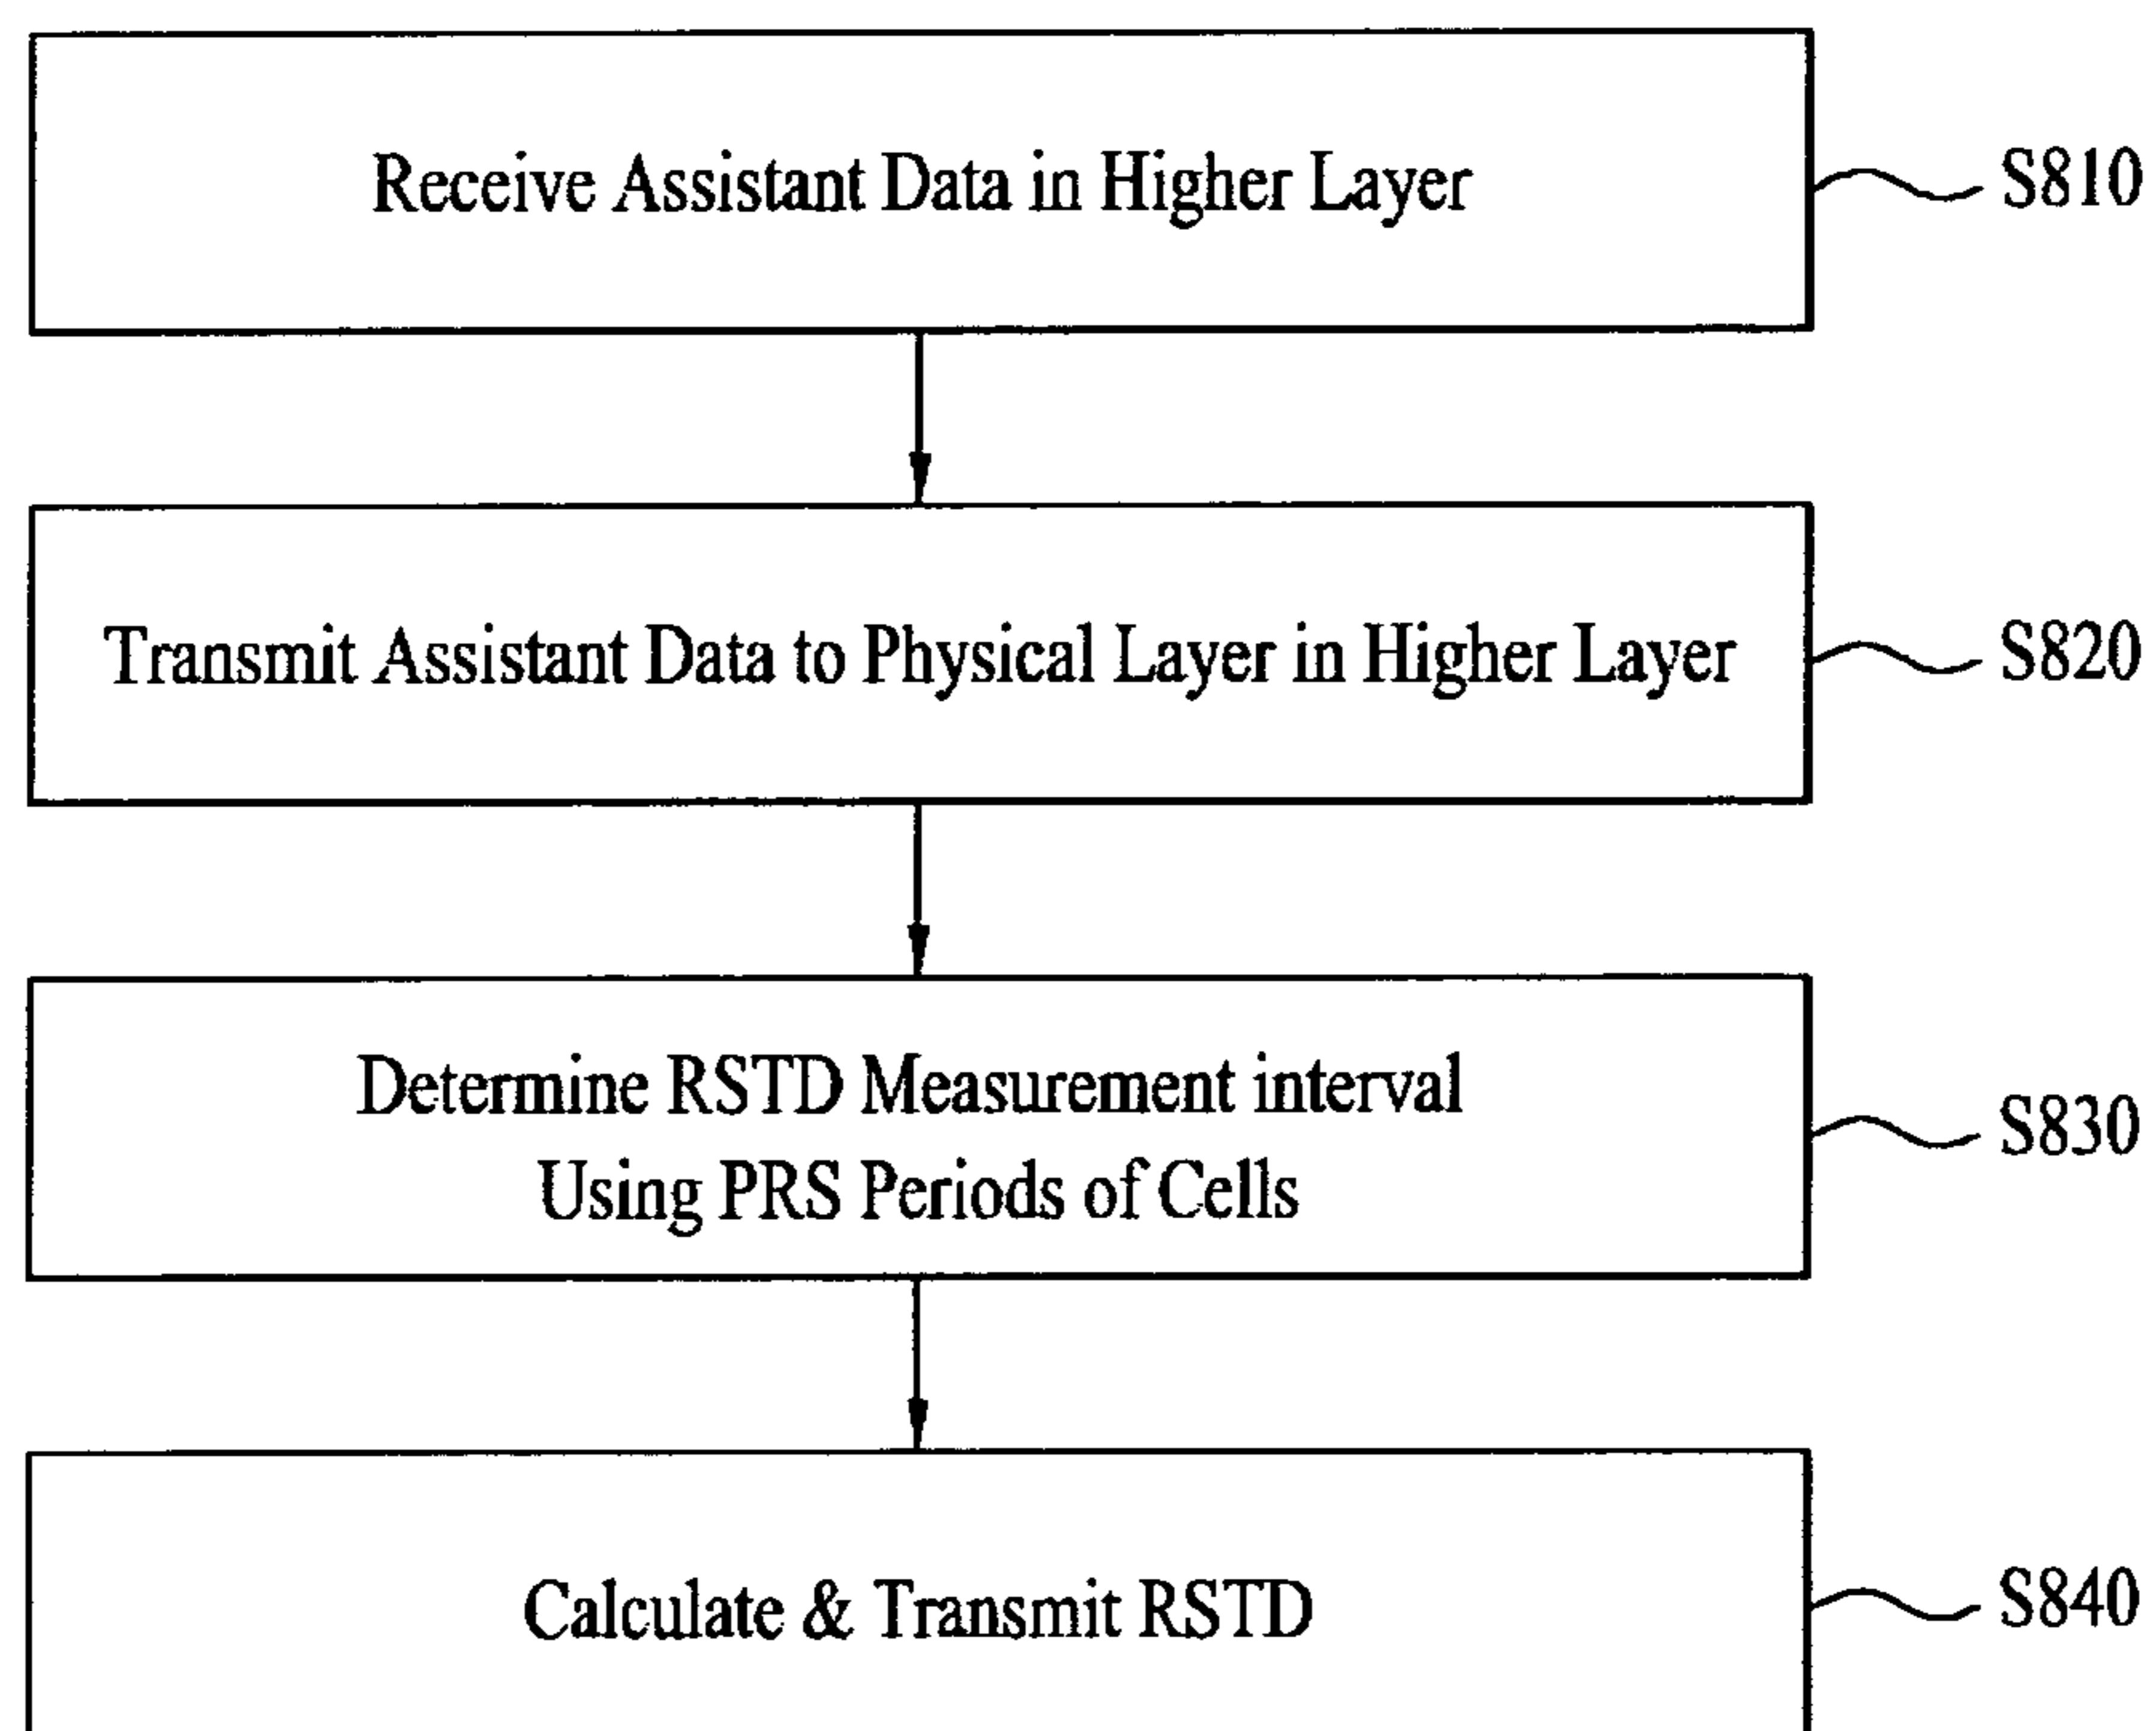 Receive Assistant Data in Higher Layer
S810
Transmit Assistant Data to Physical Layer in Higher Layer
S820
Determine RSTD Measurement interval
Using PRS Periods of Cells
S830
Calculate & Transmit RSTD
S840